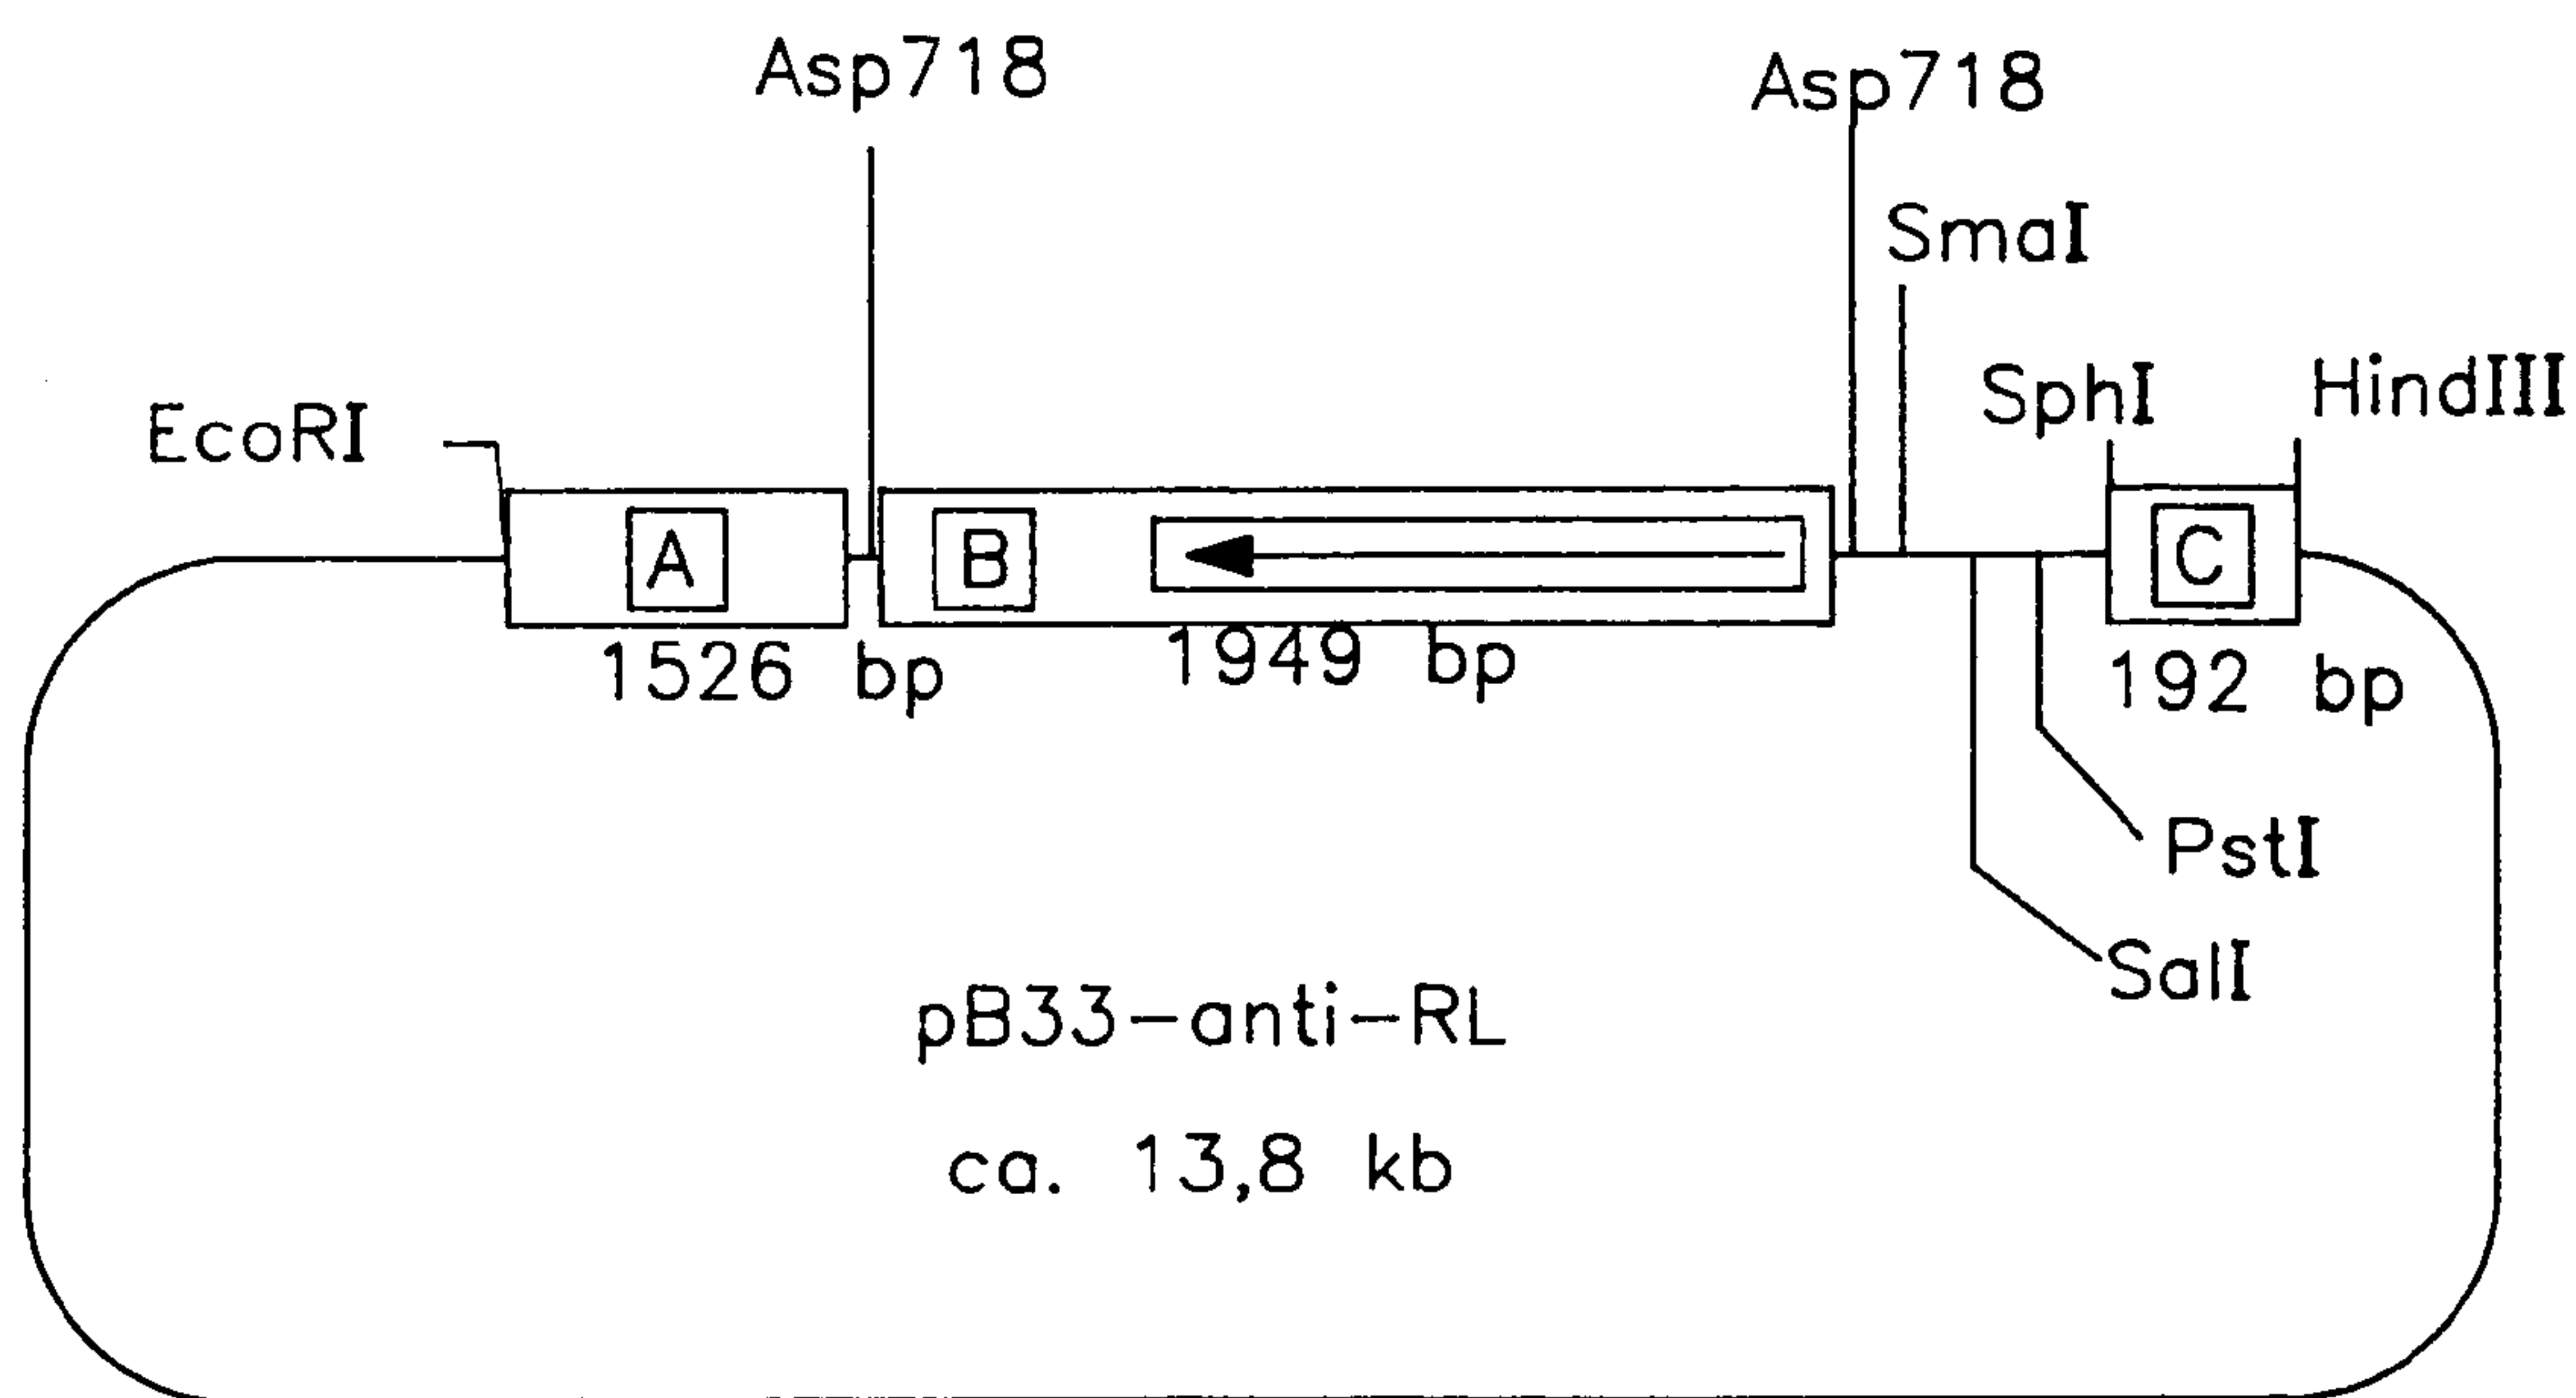 Asp718
Asp718
SmaI
SphI
HindIII
EcoRI
A
B
C
1526 bp
1949 bp
192 bp
PstI
SalI
pB33-anti-RL
ca. 13,8 kb